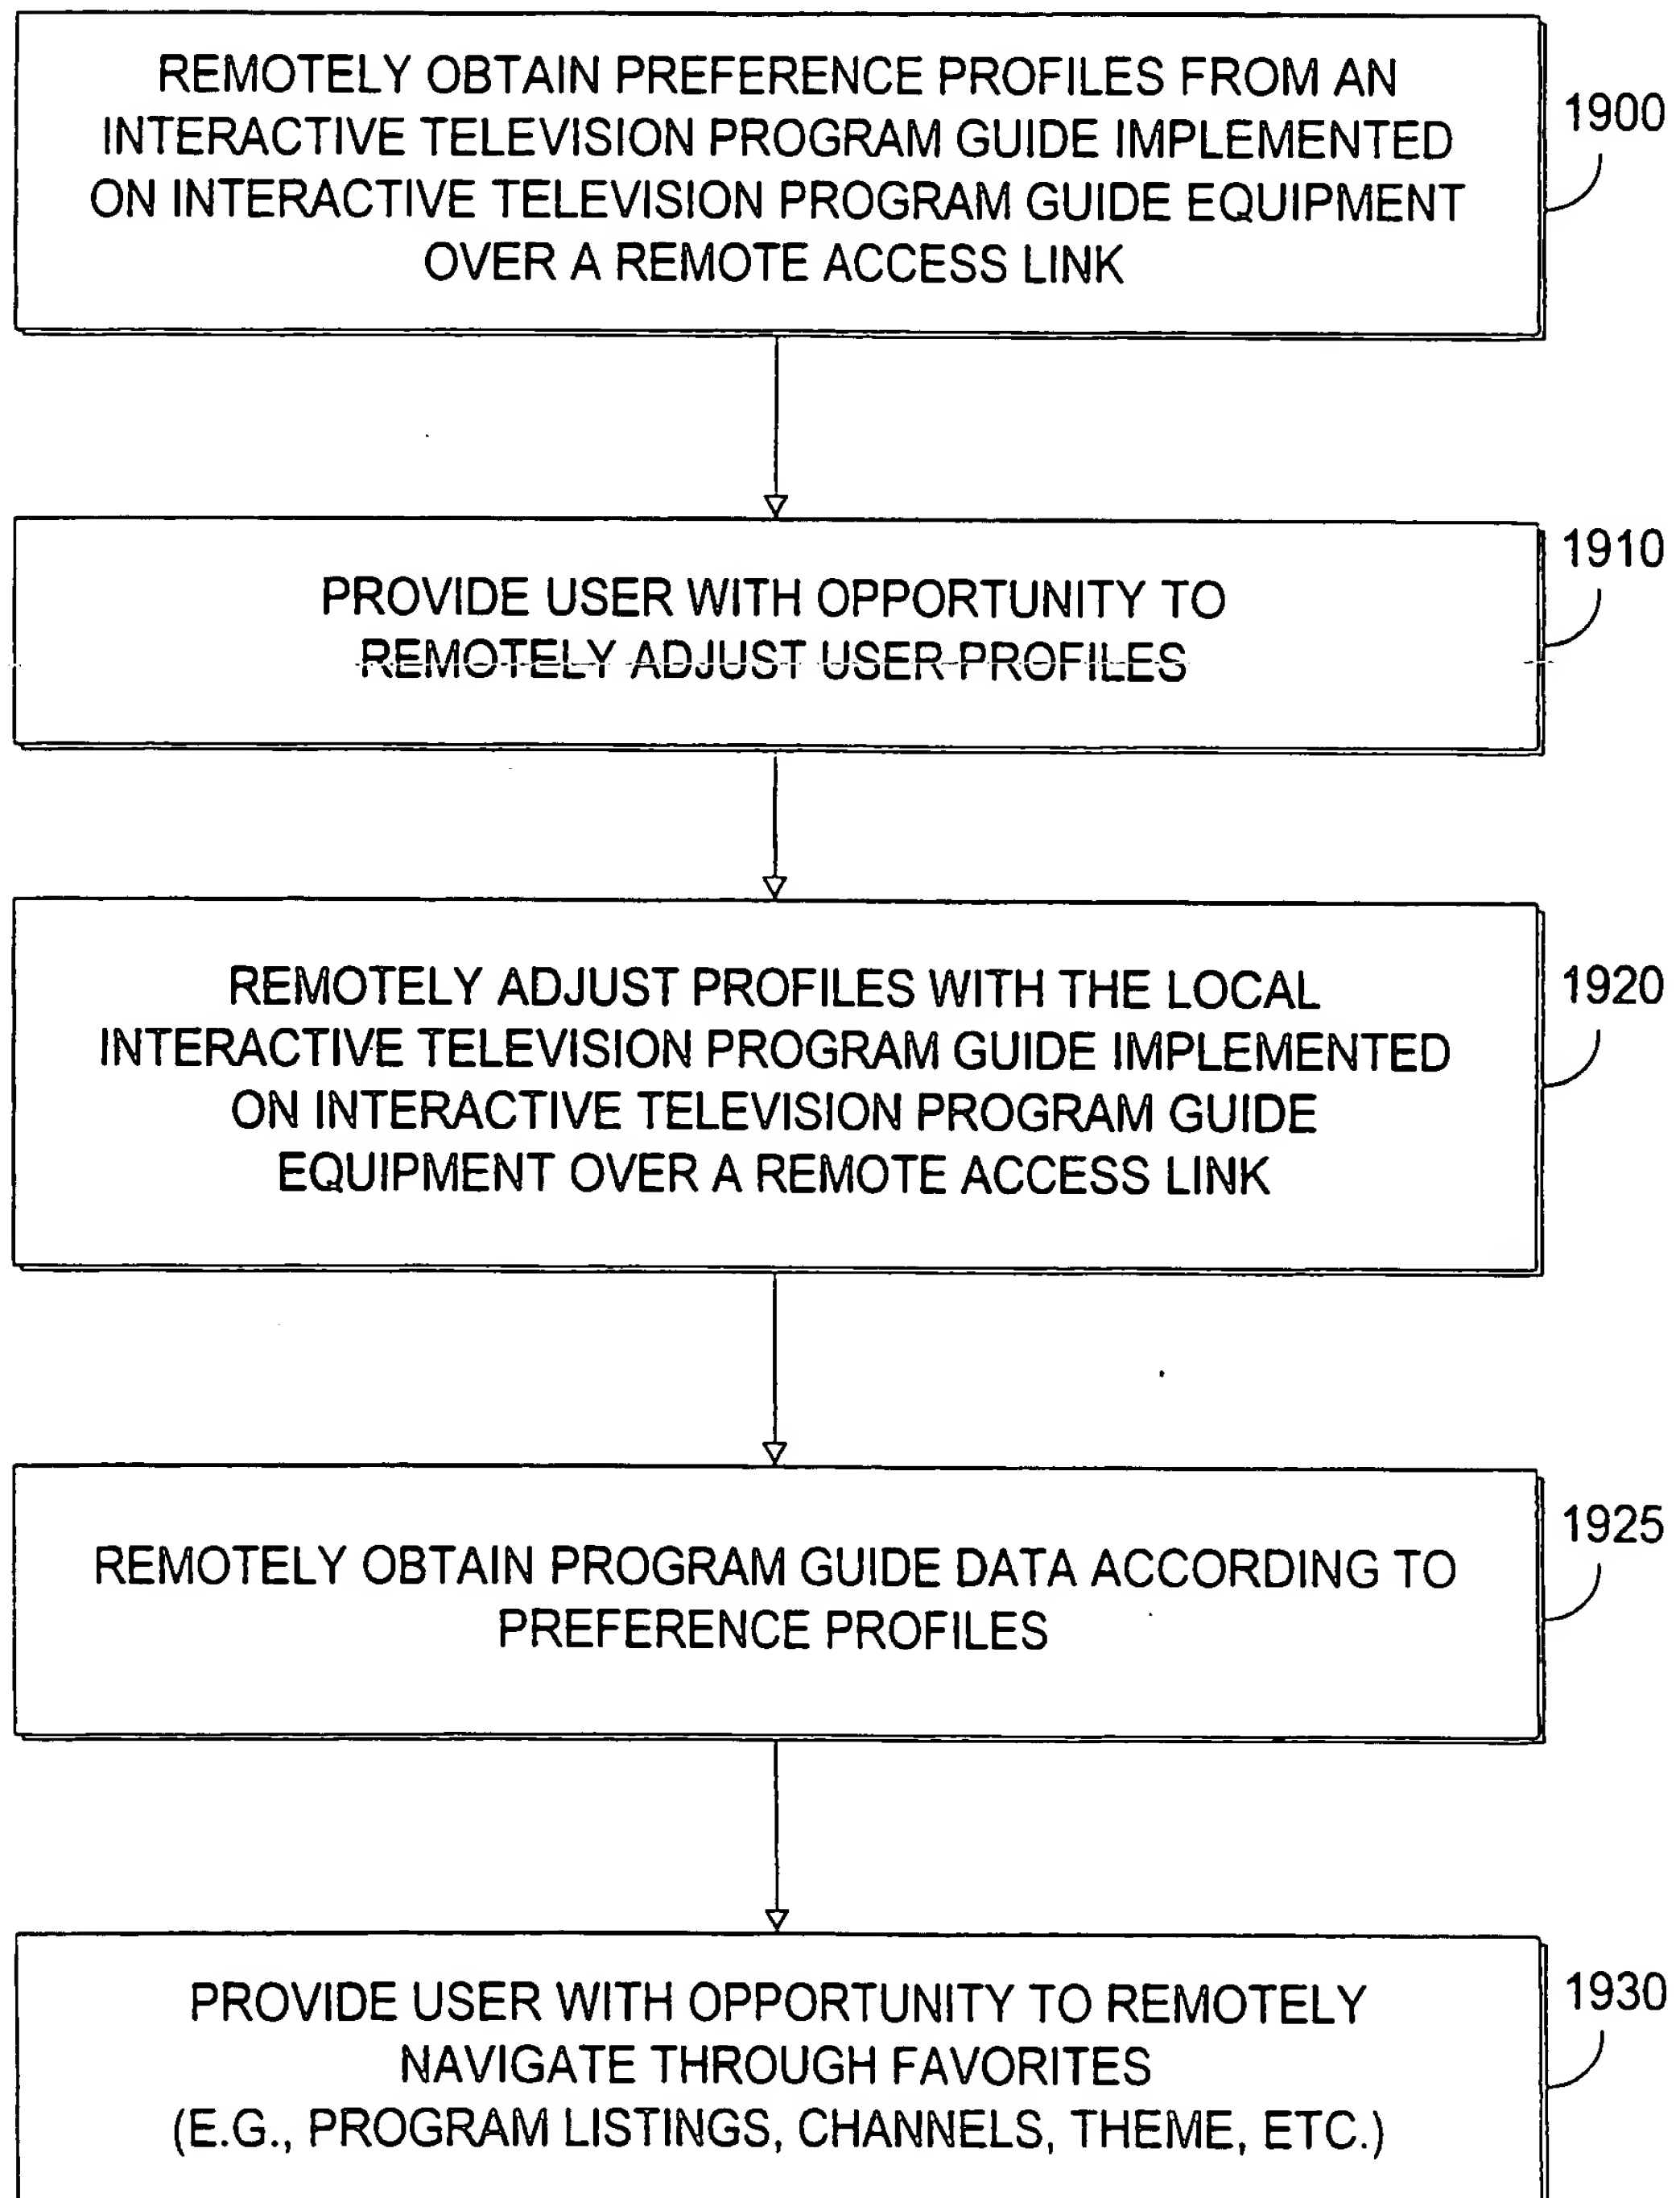 REMOTELY OBTAIN PREFERENCE PROFILES FROM AN
INTERACTIVE TELEVISION PROGRAM GUIDE IMPLEMENTED
ON INTERACTIVE TELEVISION PROGRAM GUIDE EQUIPMENT
OVER A REMOTE ACCESS LINK
1900
PROVIDE USER WITH OPPORTUNITY TO
REMOTELY ADJUST USER PROFILES
1910
REMOTELY ADJUST PROFILES WITH THE LOCAL
INTERACTIVE TELEVISION PROGRAM GUIDE IMPLEMENTED
ON INTERACTIVE TELEVISION PROGRAM GUIDE
EQUIPMENT OVER A REMOTE ACCESS LINK
1920
REMOTELY OBTAIN PROGRAM GUIDE DATA ACCORDING TO
PREFERENCE PROFILES
1925
PROVIDE USER WITH OPPORTUNITY TO REMOTELY
NAVIGATE THROUGH FAVORITES
(E.G., PROGRAM LISTINGS, CHANNELS, THEME, ETC.)
1930